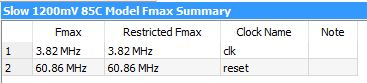 Slow 1200mV 85C Model Fmax Summary
Fmax Restricted Fmax Clock Name Note
1 3.82 MHz 3.82 MHz clk
2 60.86 MHz 60.86 MHz reset